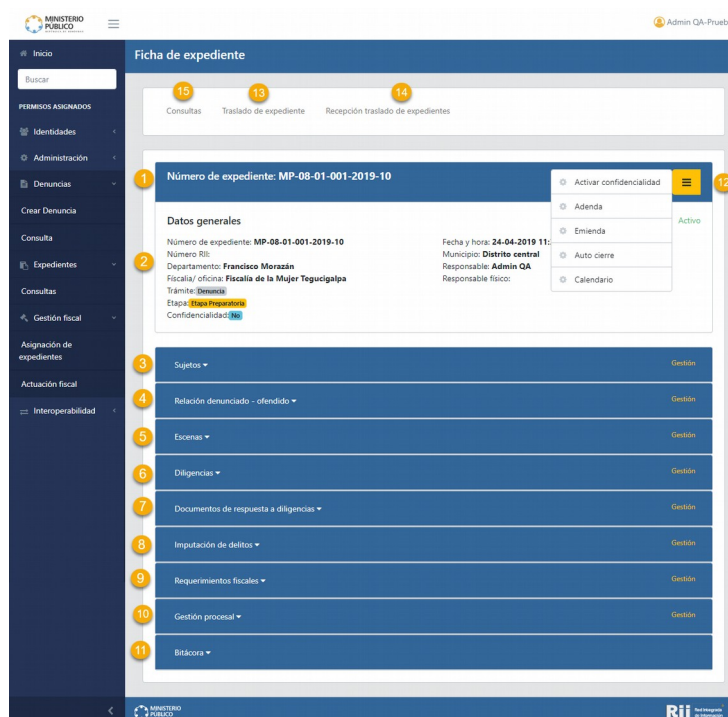 MINISTERIO
PÚBLICO
Admin QA-Prueb
Inicio
Buscar
PERMISOS ASIGNADOS
Identidades
Administración
Denuncias
Crear Denuncia
Consulta
Expedientes
Consultas
Gestión fiscal
Asignación de
expedientes
Actuación fiscal
Interoperabilidad
Ficha de expediente
15 13 14
Consultas Traslado de expediente Recepción traslado de expedientes
1 Número de expediente: MP-08-01-001-2019-10
12
Activar confidencialidad
Adenda
Emienda
Auto cierre
Calendario
Datos generales
Activo
Número de expediente: MP-08-01-001-2019-10
Fecha y hora: 24-04-2019 11:
Número RII:
Municipio: Distrito central
2 Departamento: Francisco Morazán
Responsable: Admin QA
Fiscalía/ oficina: Fiscalía de la Mujer Tegucigalpa
Responsable físico:
Trámite: Denuncia
Etapa: Etapa Preparatoria
Confidencialidad: No
3 Sujetos Gestión
4 Relación denunciado - ofendido Gestión
5 Escenas Gestión
6 Diligencias Gestión
7 Documentos de respuesta a diligencias Gestión
8 Imputación de delitos Gestión
9 Requerimientos fiscales Gestión
10 Gestión procesal Gestión
11 Bitácora
MINISTERIO
PÚBLICO
Rii Red Integrada
de Información